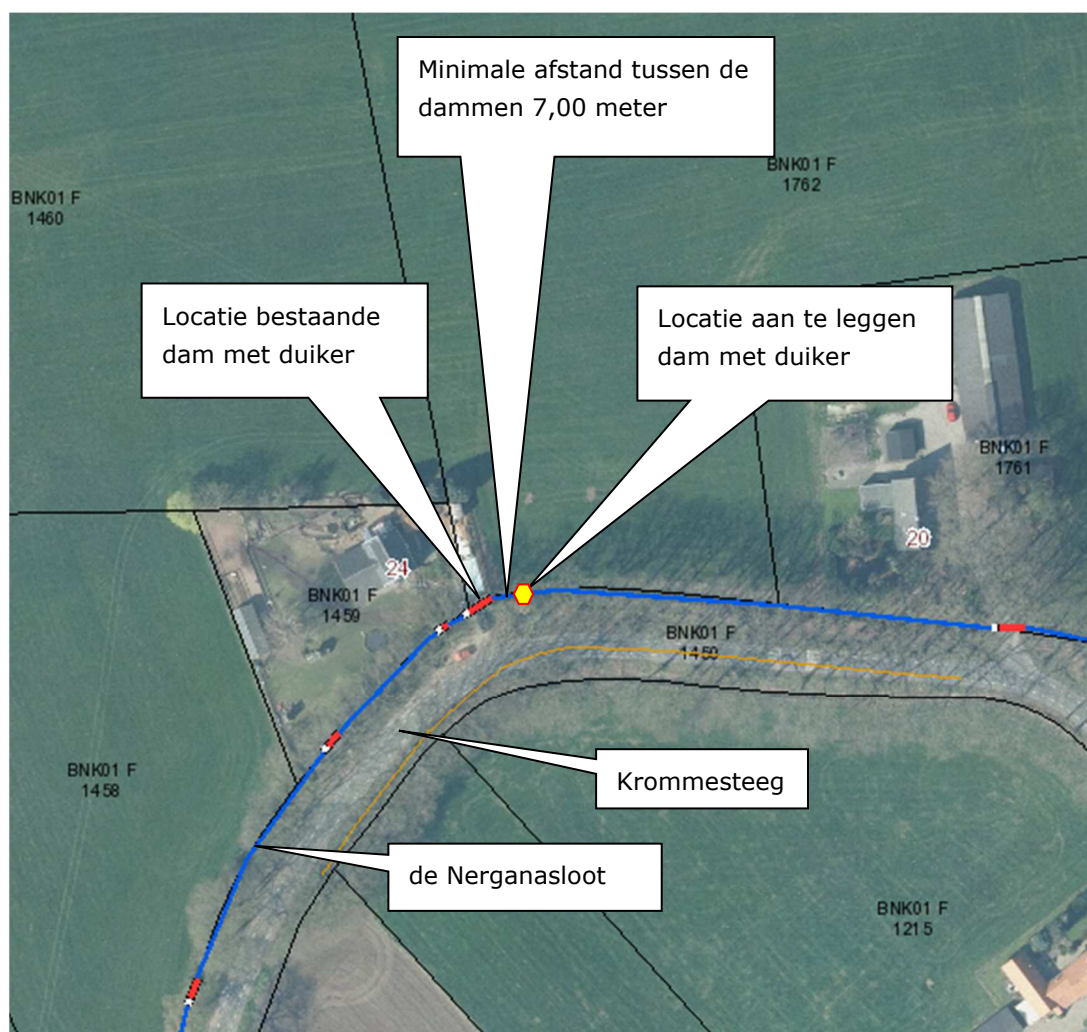 Minimale afstand tussen de
dammen 7,00 meter
BNK01 F
1762
BNK01 F
1460
Locatie bestaande
dam met duiker
Locatie aan te leggen
dam met duiker
BNK01 F
1761
20
24
BNK01 F
1459
BNK01 F
BNK01 F
1458
Krommesteeg
de Nerganasloot
BNK01 F
1215